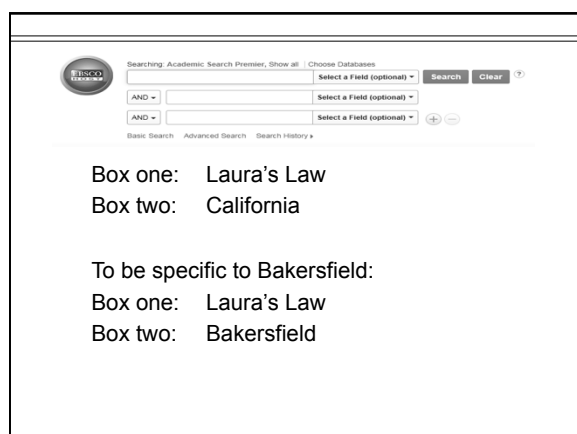 Searching: Academic Search Premier, Show all | Choose Databases
EBSCO HOST
Select a Field (optional) Search Clear ?
AND Select a Field (optional)
AND Select a Field (optional) + −
Basic Search Advanced Search Search History
Box one: Laura’s Law
Box two: California
To be specific to Bakersfield:
Box one: Laura’s Law
Box two: Bakersfield